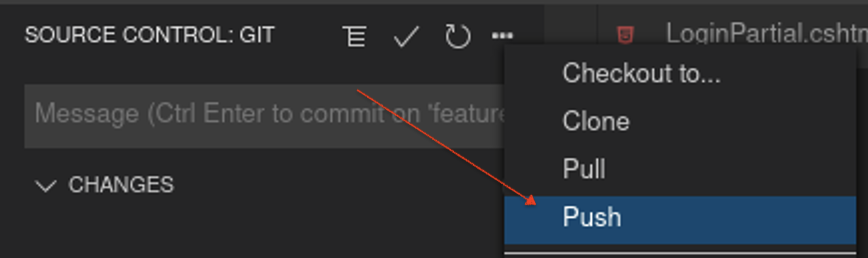 SOURCE CONTROL: GIT
LoginPartial.cshtm
Message (Ctrl Enter to commit on 'feature
CHANGES
Checkout to...
Clone
Pull
Push